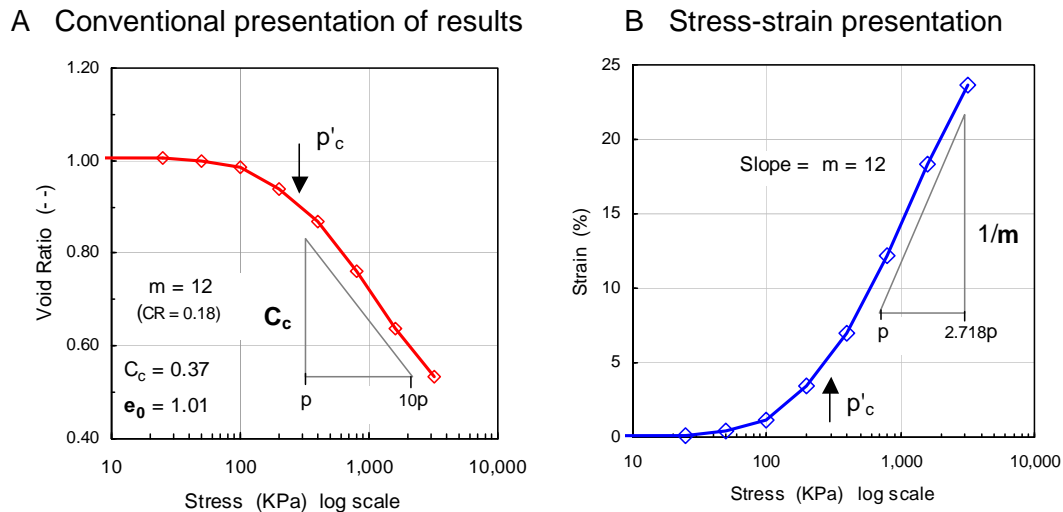 A Conventional presentation of results
1.20
1.00
0.80
0.60
0.40
Void Ratio (- -)
p'c
m = 12
(CR = 0.18)
Cc = 0.37
e0 = 1.01
Cc
p
10p
10
100
1,000
10,000
Stress (KPa) log scale
B Stress-strain presentation
25
20
15
10
5
0
Strain (%)
Slope = m = 12
1/m
p
2.718p
p'c
10
100
1,000
10,000
Stress (KPa) log scale